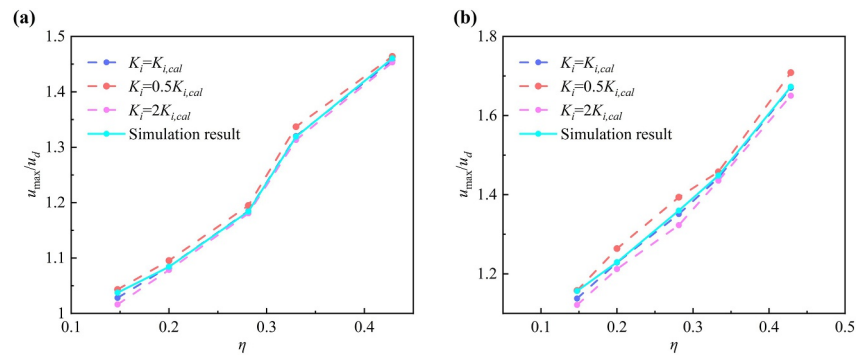 (a)
1.5
1.4
1.3
1.2
1.1
1
u_max/u_d
K_i=K_i,cal
K_i=0.5K_i,cal
K_i=2K_i,cal
Simulation result
0.1 0.2 0.3 0.4
η
(b)
1.8
1.6
1.4
1.2
u_max/u_d
K_i=K_i,cal
K_i=0.5K_i,cal
K_i=2K_i,cal
Simulation result
0.1 0.2 0.3 0.4 0.5
η